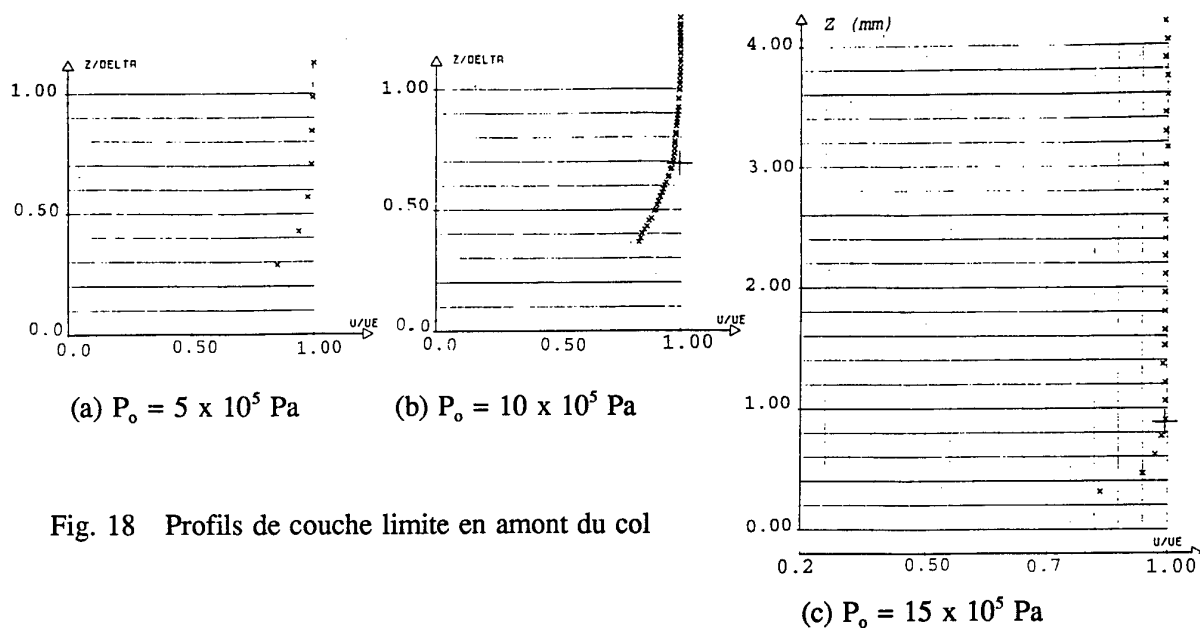 Z/DELTA
1.00
0.50
0.0
0.0
0.50
1.00
U/UE
(a) Pₒ = 5 x 10⁵ Pa
Z/DELTA
1.00
0.50
0.0
0.0
0.50
1.00
U/UE
(b) Pₒ = 10 x 10⁵ Pa
Z (mm)
4.00
3.00
2.00
1.00
0.00
0.2
0.50
0.7
1.00
U/UE
(c) Pₒ = 15 x 10⁵ Pa
Fig. 18 Profils de couche limite en amont du col